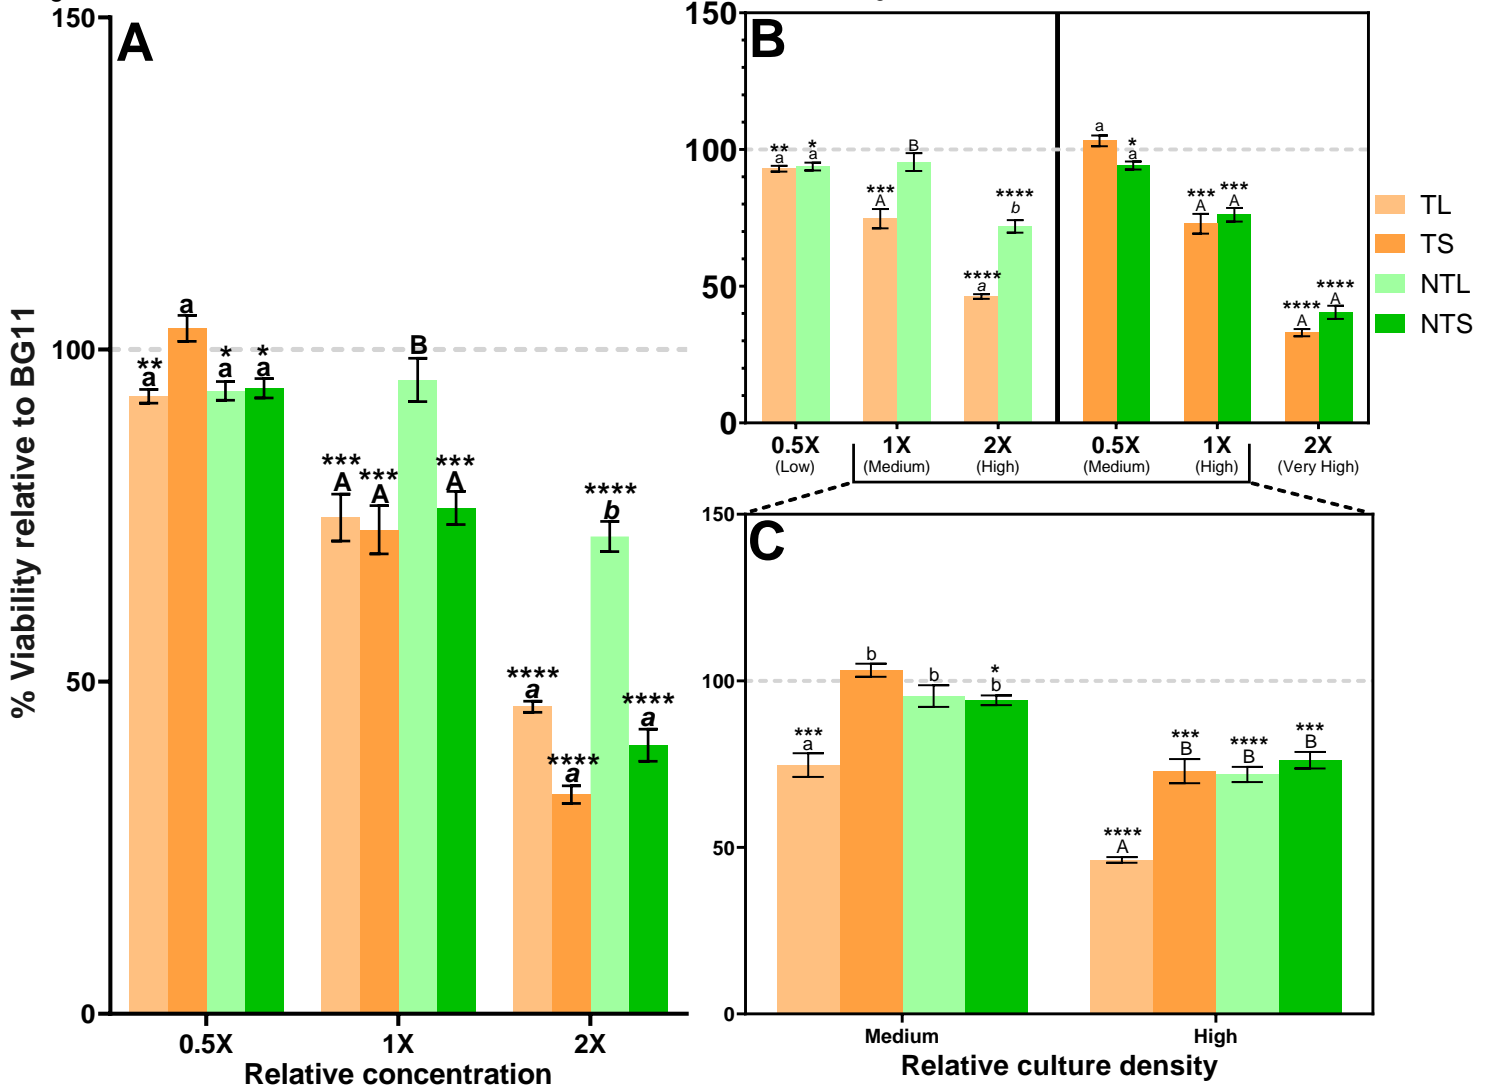 A
% Viability relative to BG11
150
100
50
0
**
a
a
*
a
*
a
***
A
***
A
B
***
A
****
a
****
a
****
b
****
a
0.5X
1X
2X
Relative concentration
B
150
100
50
0
**
a
*
a
***
A
B
****
a
****
b
a
*
a
***
A
***
A
****
A
****
A
0.5X
(Low)
1X
(Medium)
2X
(High)
0.5X
(Medium)
1X
(High)
2X
(Very High)
TL
TS
NTL
NTS
C
150
100
50
0
***
a
b
b
*
b
****
A
***
B
****
B
***
B
Medium
High
Relative culture density